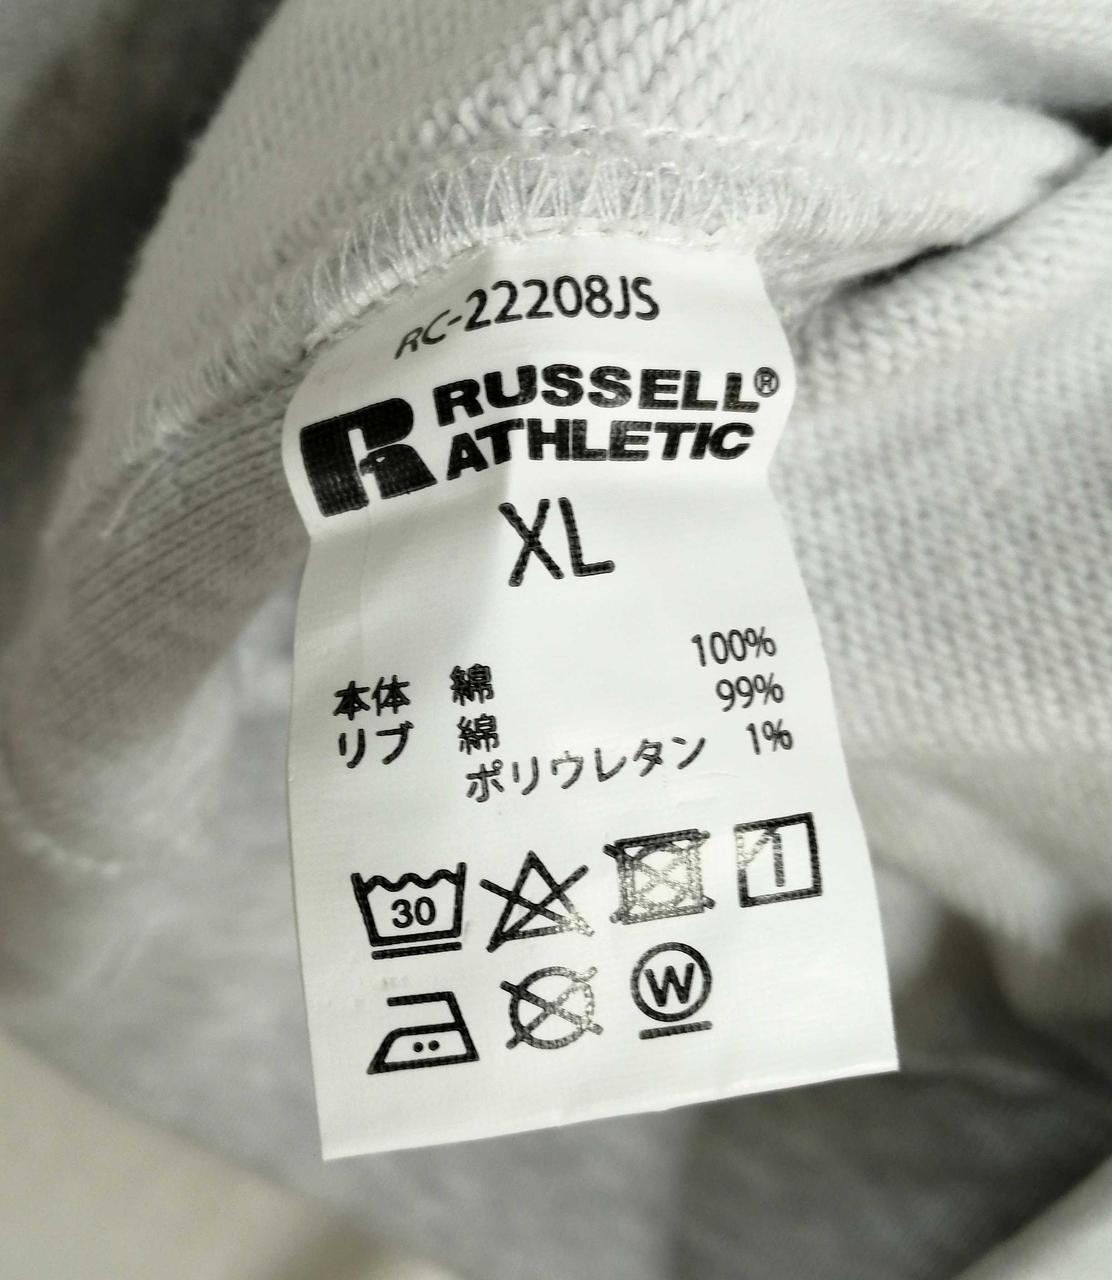 RC-22208JS
RUSSELL®
ATHLETIC
XL
本体 綿 100%
リブ 綿 99%
ポリウレタン 1%
30
W